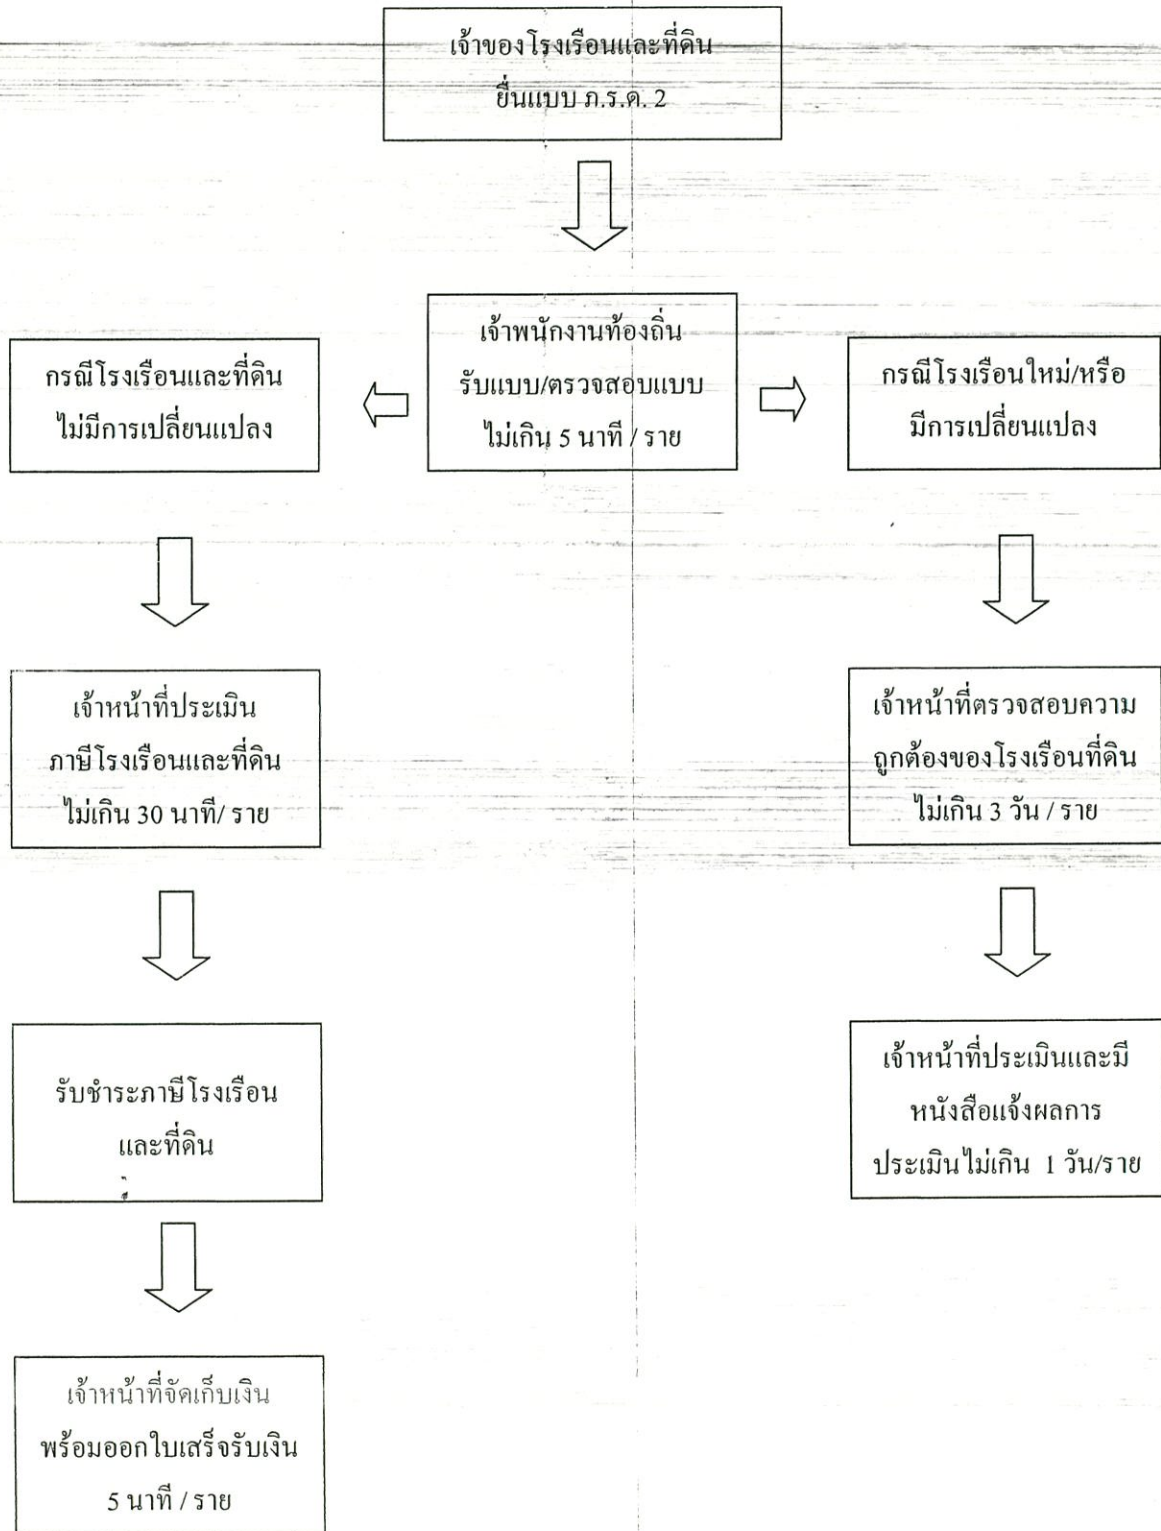 เจ้าของโรงเรือนและที่ดิน
ยื่นแบบ ภ.ร.ด. 2
เจ้าพนักงานท้องถิ่น
รับแบบ/ตรวจสอบแบบ
ไม่เกิน 5 นาที / ราย
กรณีโรงเรือนและที่ดิน
ไม่มีการเปลี่ยนแปลง
กรณีโรงเรือนใหม่/หรือ
มีการเปลี่ยนแปลง
เจ้าหน้าที่ประเมิน
ภาษีโรงเรือนและที่ดิน
ไม่เกิน 30 นาที/ ราย
เจ้าหน้าที่ตรวจสอบความ
ถูกต้องของโรงเรือนที่ดิน
ไม่เกิน 3 วัน / ราย
รับชำระภาษีโรงเรือน
และที่ดิน
เจ้าหน้าที่ประเมินและมี
หนังสือแจ้งผลการ
ประเมินไม่เกิน 1 วัน/ราย
เจ้าหน้าที่จัดเก็บเงิน
พร้อมออกใบเสร็จรับเงิน
5 นาที / ราย